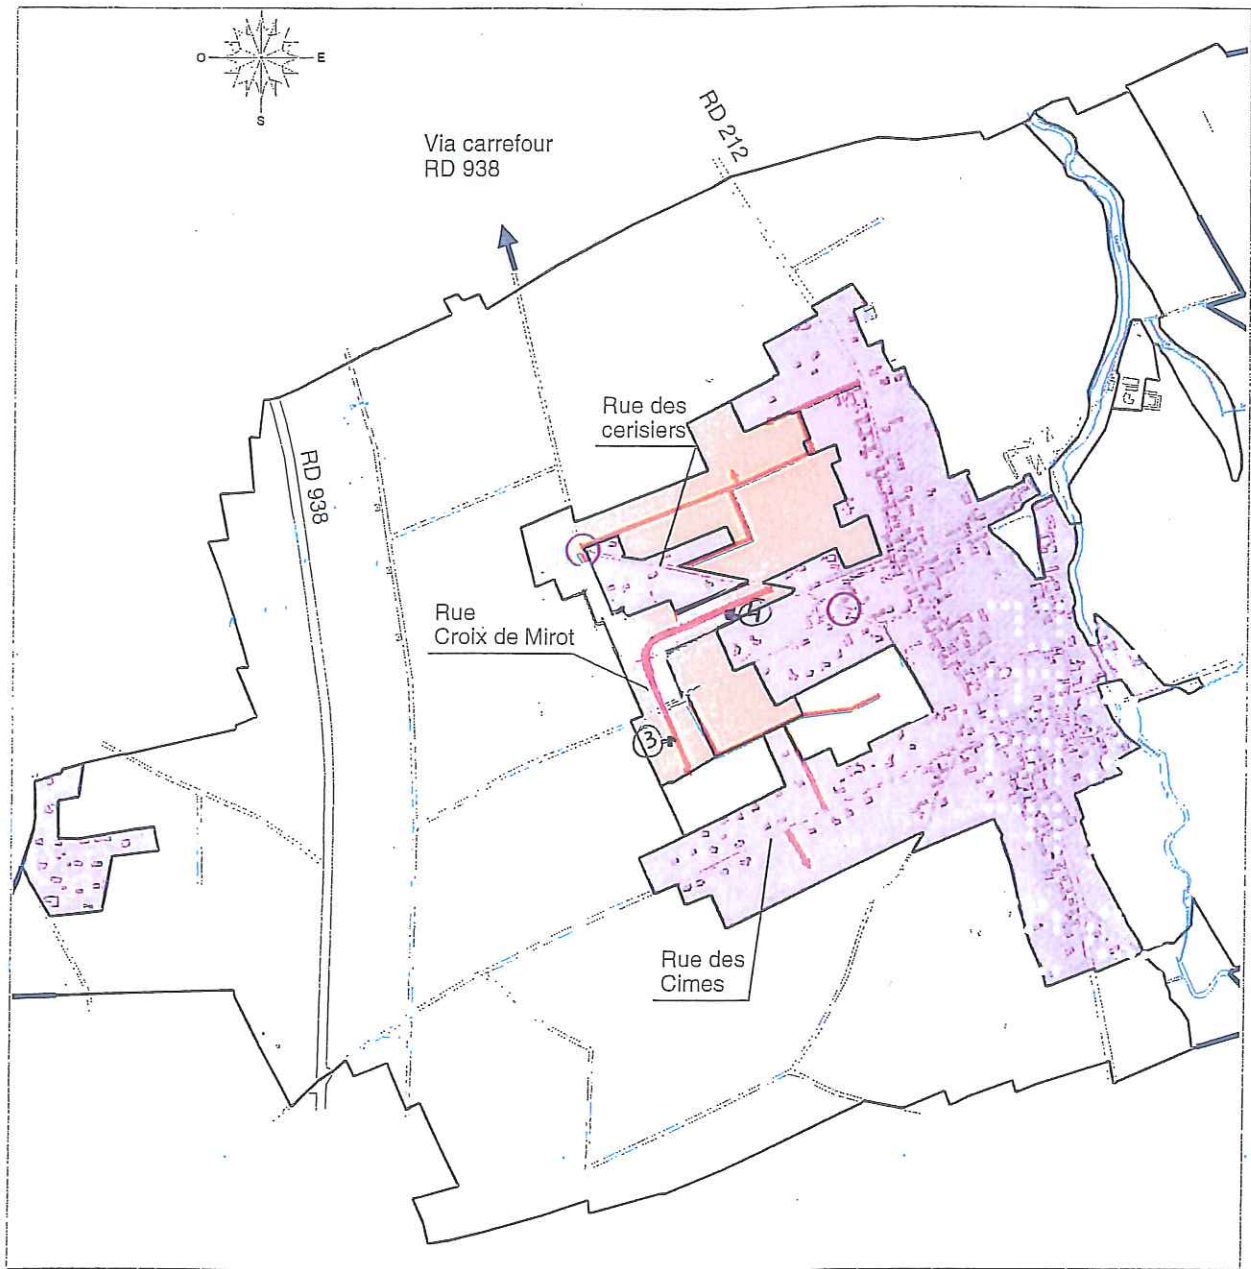 O
E
S
Via carrefour
RD 938
RD 212
Rue des
cerisiers
RD 938
Rue
Croix de Mirot
4
3
Rue des
Cimes